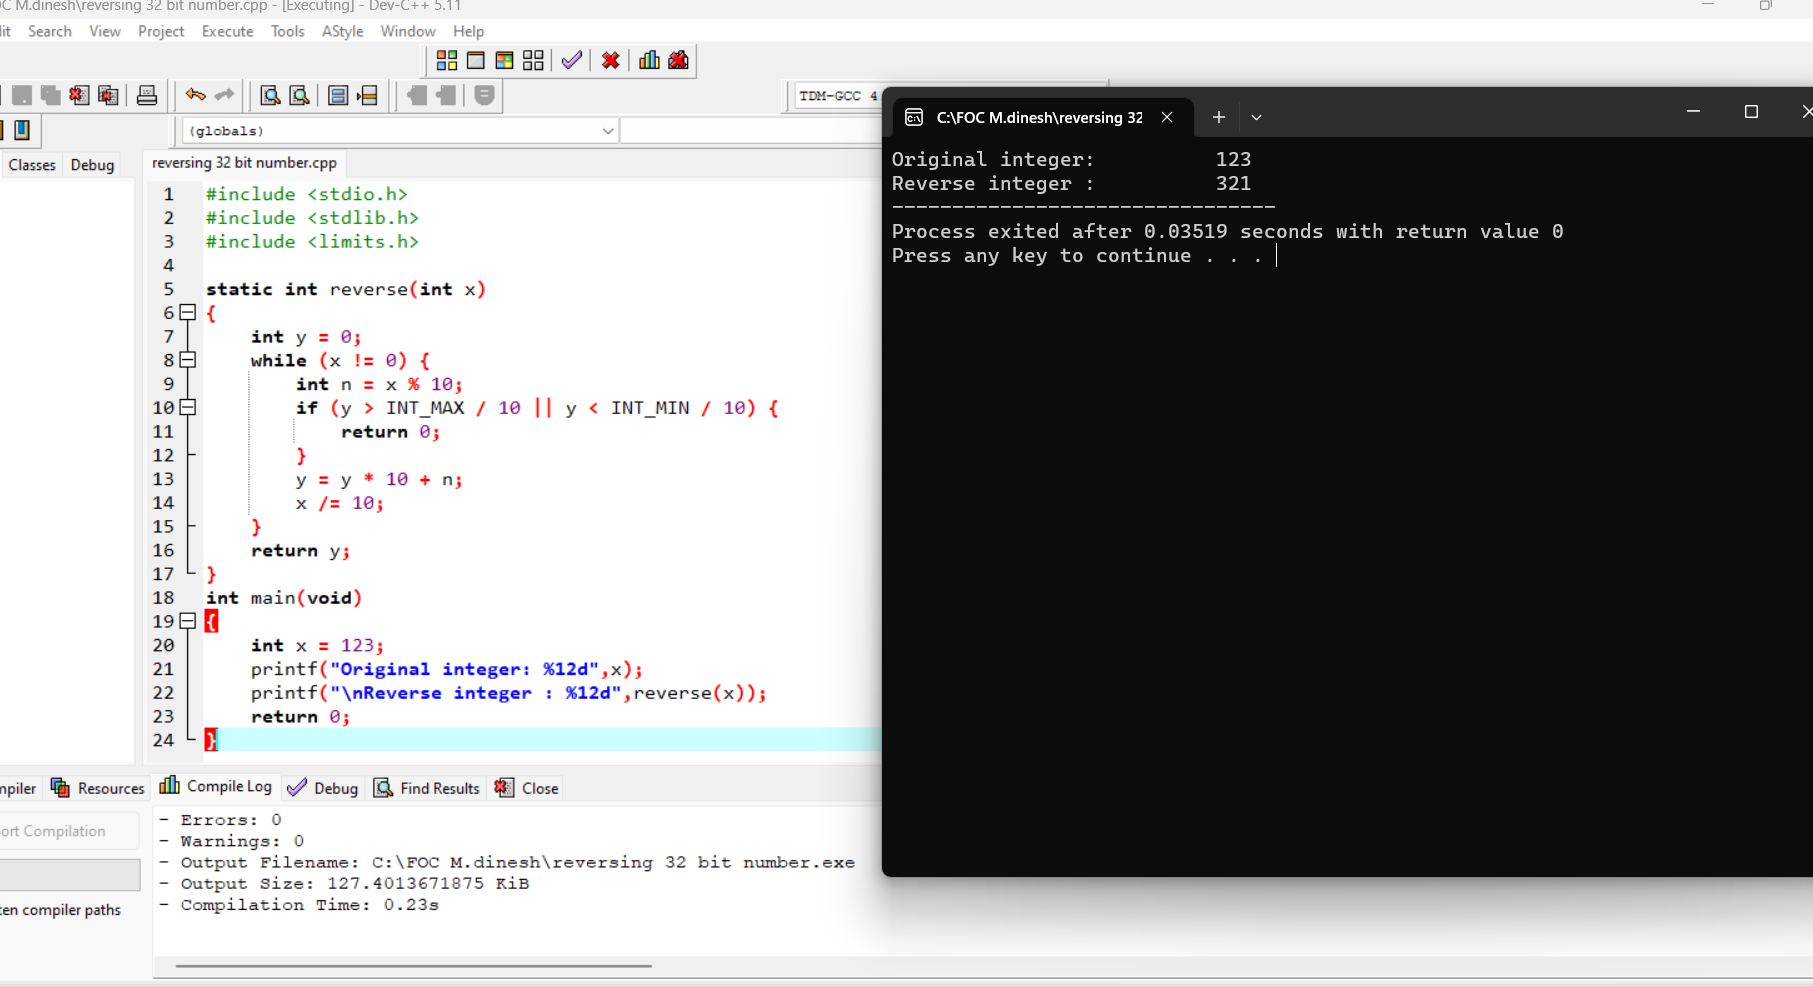 OC M.dinesh\reversing 32 bit number.cpp - [Executing] - Dev-C++ 5.11
it Search View Project Execute Tools AStyle Window Help
TDM-GCC 4
(globals)
Classes Debug
reversing 32 bit number.cpp
1 #include <stdio.h>
2 #include <stdlib.h>
3 #include <limits.h>
4
5 static int reverse(int x)
6 {
7 int y = 0;
8 while (x != 0) {
9 int n = x % 10;
10 if (y > INT_MAX / 10 || y < INT_MIN / 10) {
11 return 0;
12 }
13 y = y * 10 + n;
14 x /= 10;
15 }
16 return y;
17 }
18 int main(void)
19 {
20 int x = 123;
21 printf("Original integer: %12d",x);
22 printf("\nReverse integer : %12d",reverse(x));
23 return 0;
24 }
C:\FOC M.dinesh\reversing 32
Original integer:          123
Reverse integer :          321
--------------------------------
Process exited after 0.03519 seconds with return value 0
Press any key to continue . . .
mpiler Resources Compile Log Debug Find Results Close
ort Compilation
ten compiler paths
- Errors: 0
- Warnings: 0
- Output Filename: C:\FOC M.dinesh\reversing 32 bit number.exe
- Output Size: 127.4013671875 KiB
- Compilation Time: 0.23s